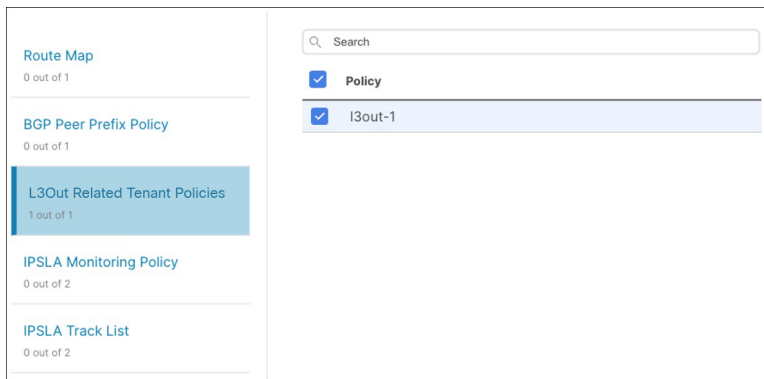 Route Map
0 out of 1
BGP Peer Prefix Policy
0 out of 1
L3Out Related Tenant Policies
1 out of 1
IPSLA Monitoring Policy
0 out of 2
IPSLA Track List
0 out of 2
Search
Policy
l3out-1